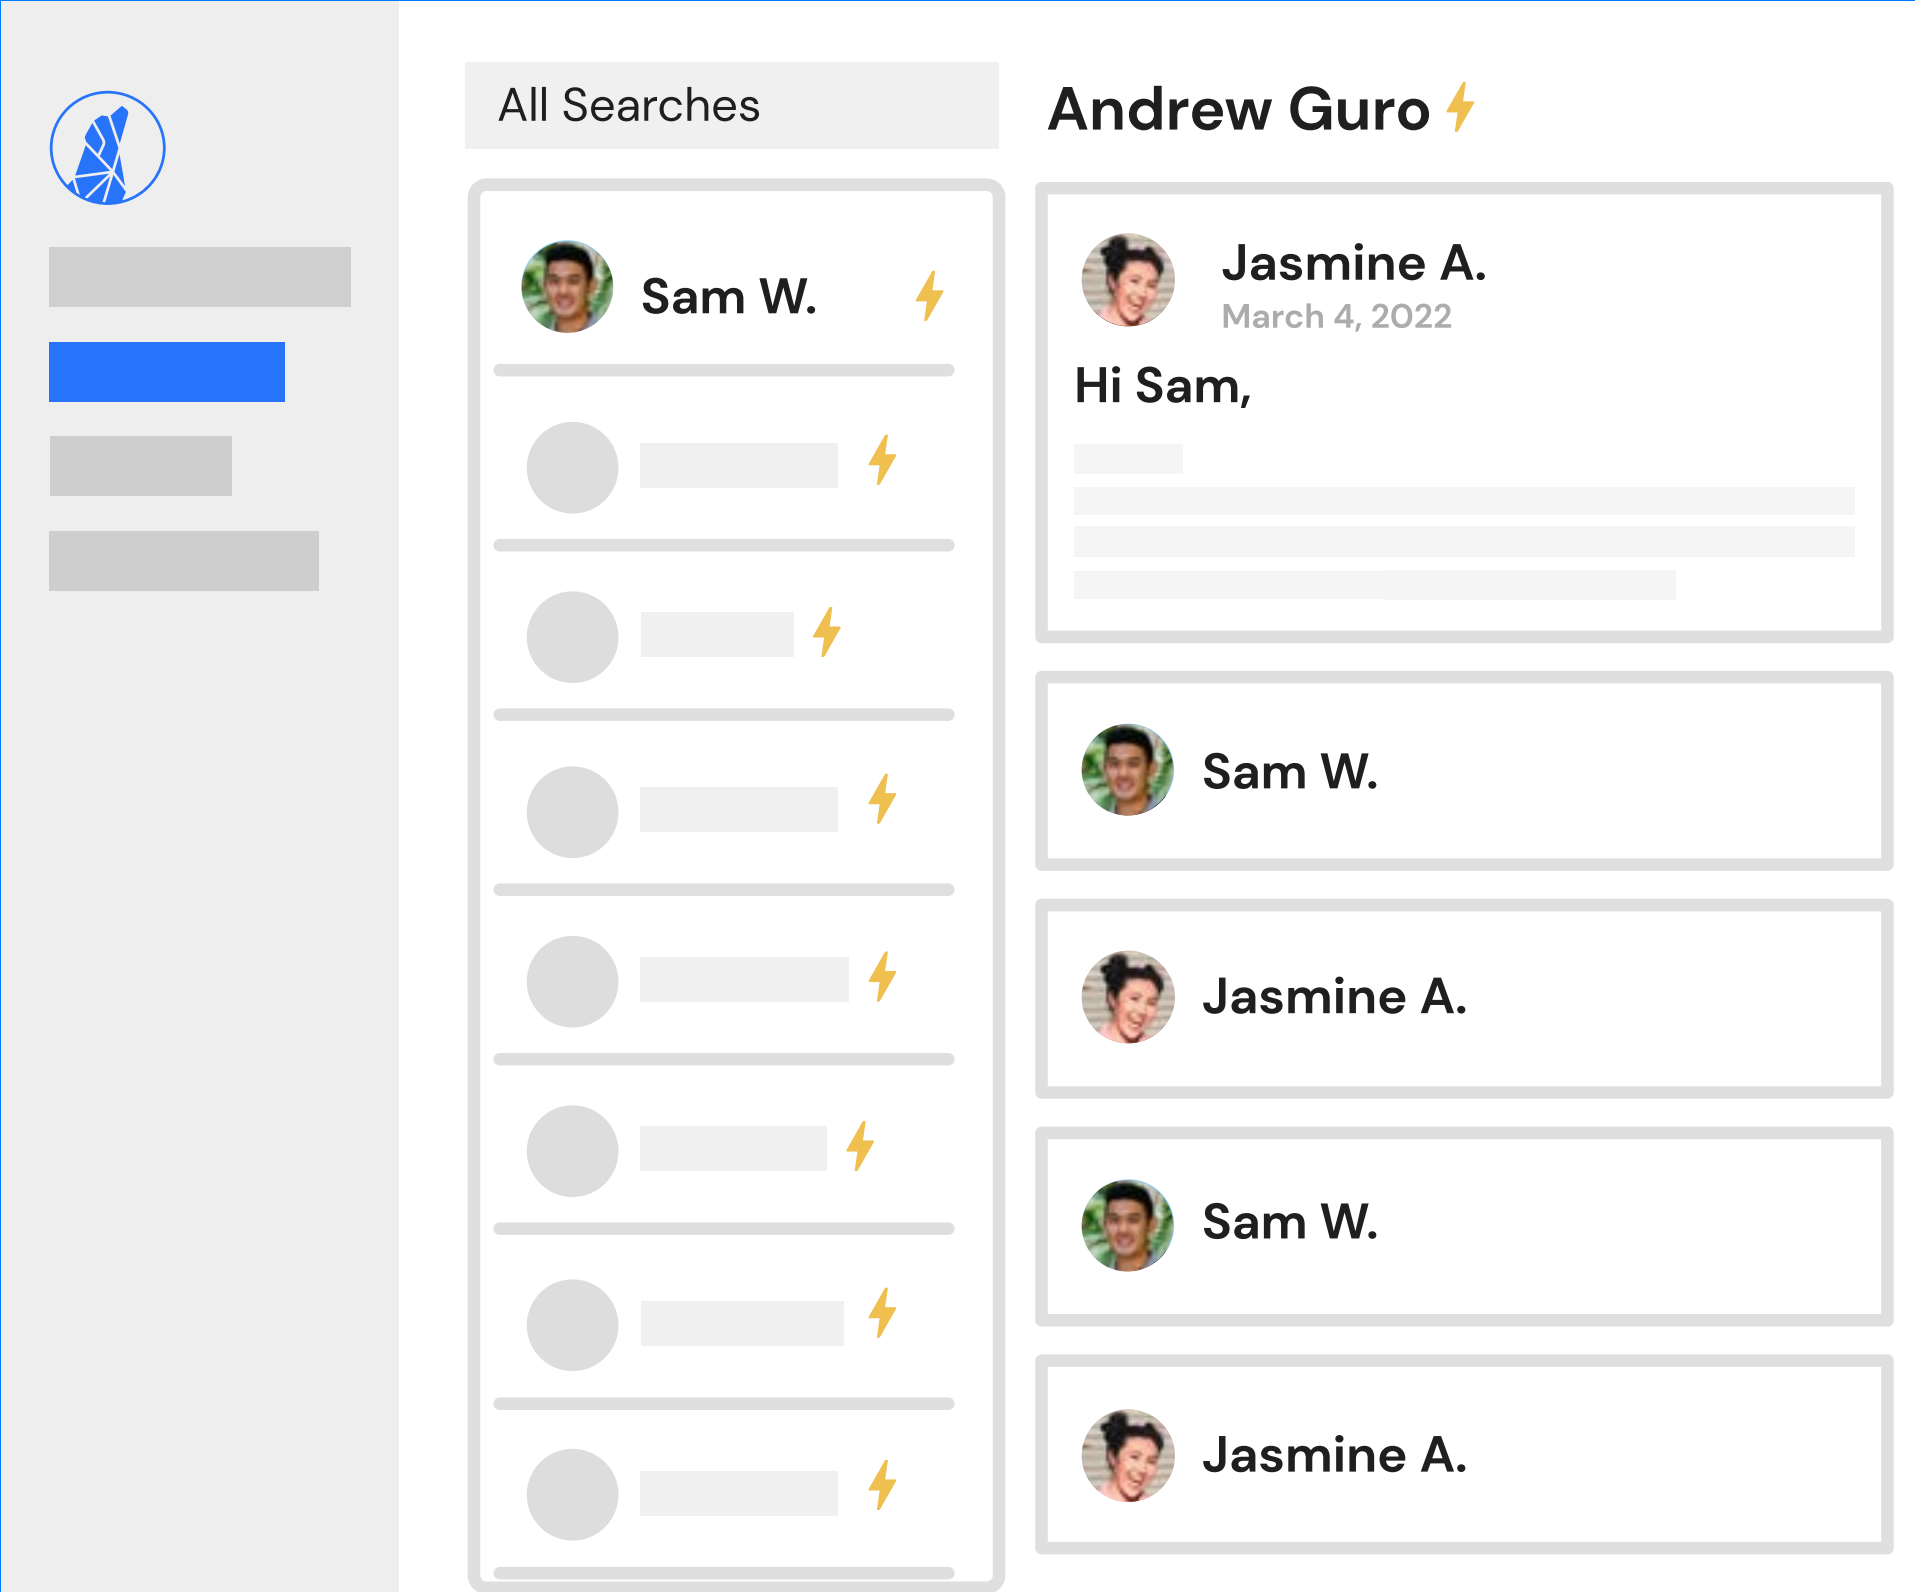 All Searches
Sam W.
Andrew Guro
Jasmine A.
March 4, 2022
Hi Sam,
Sam W.
Jasmine A.
Sam W.
Jasmine A.